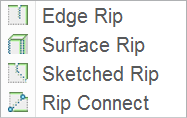 Edge Rip
Surface Rip
Sketched Rip
Rip Connect